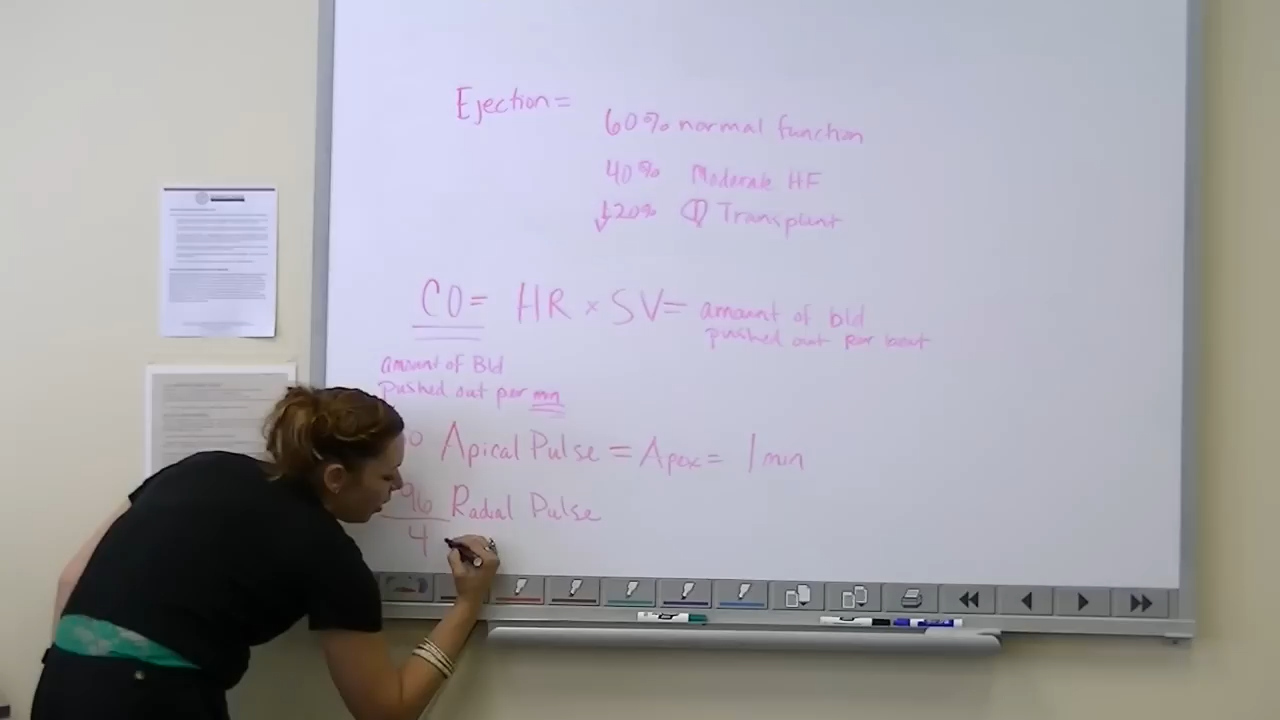 Ejection =
60% normal function
40% Moderate HF
↓20% Transplant
CO = HR × SV = amount of bld
pushed out per beat
amount of Bld
pushed out per min
Apical Pulse = Apex = 1 min
96 Radial Pulse
4